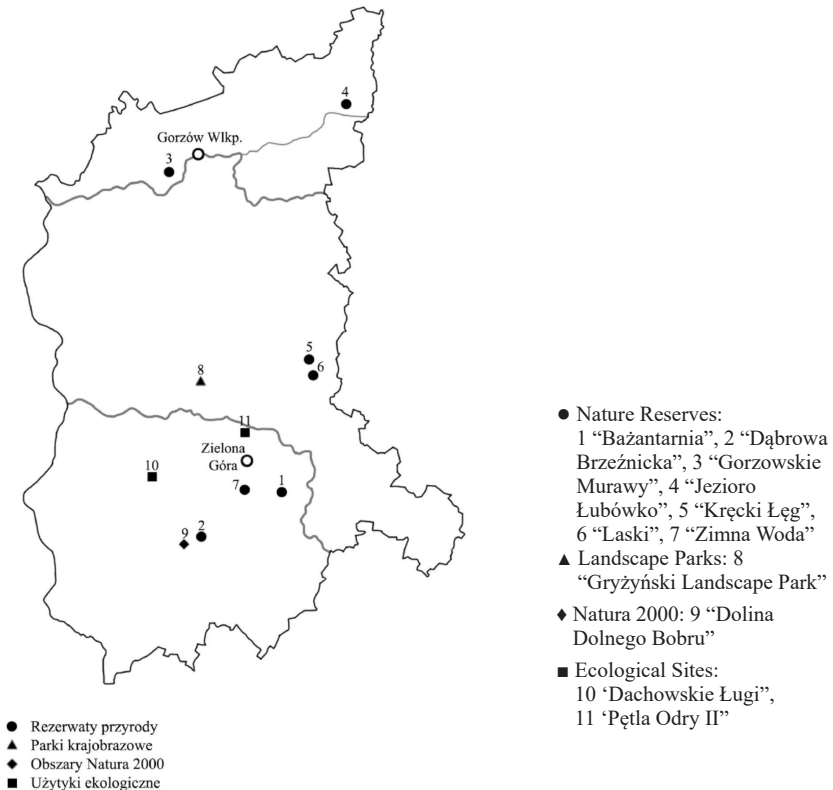 4
Gorzów Wlkp.
3
5
6
8
11
Zielona
Góra
10
7
1
2
9
● Rezerwaty przyrody
▲ Parki krajobrazowe
◆ Obszary Natura 2000
■ Użytyki ekologiczne
● Nature Reserves:
1 “Bażantarnia”, 2 “Dąbrowa
Brzeźnicka”, 3 “Gorzowskie
Murawy”, 4 “Jezioro
Łubówko”, 5 “Kręcki Łęg”,
6 “Laski”, 7 “Zimna Woda”
▲ Landscape Parks: 8
“Gryżyński Landscape Park”
♦ Natura 2000: 9 “Dolina
Dolnego Bobru”
■ Ecological Sites:
10 ‘Dachowskie Ługi”,
11 ‘Pętla Odry II”